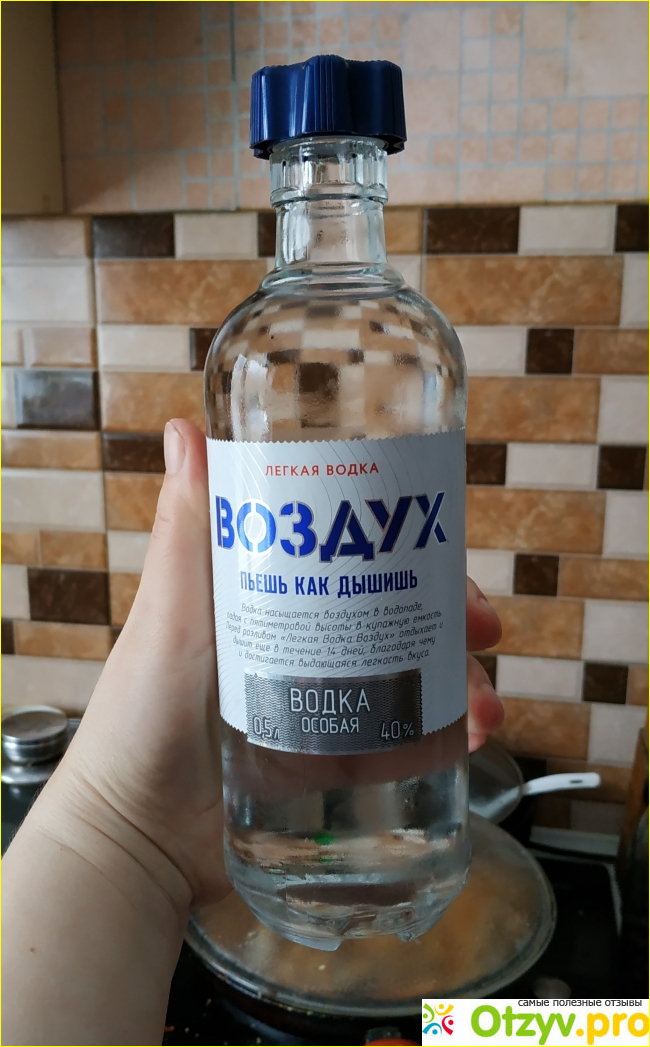 ЛЕГКАЯ ВОДКА
ВОЗДУХ
ПЬЕШЬ КАК ДЫШИШЬ
Водка насыщается воздухом в водопаде,
падая с пятиметровой высоты в купажную емкость.
Перед розливом «Легкая Водка Воздух» отдыхает и
дышит еще в течение 14 дней, благодаря чему
и достигается выдающаяся легкость вкуса.
ВОДКА
ОСОБАЯ
0,5л 40%
самые полезные отзывы
Otzyv.pro